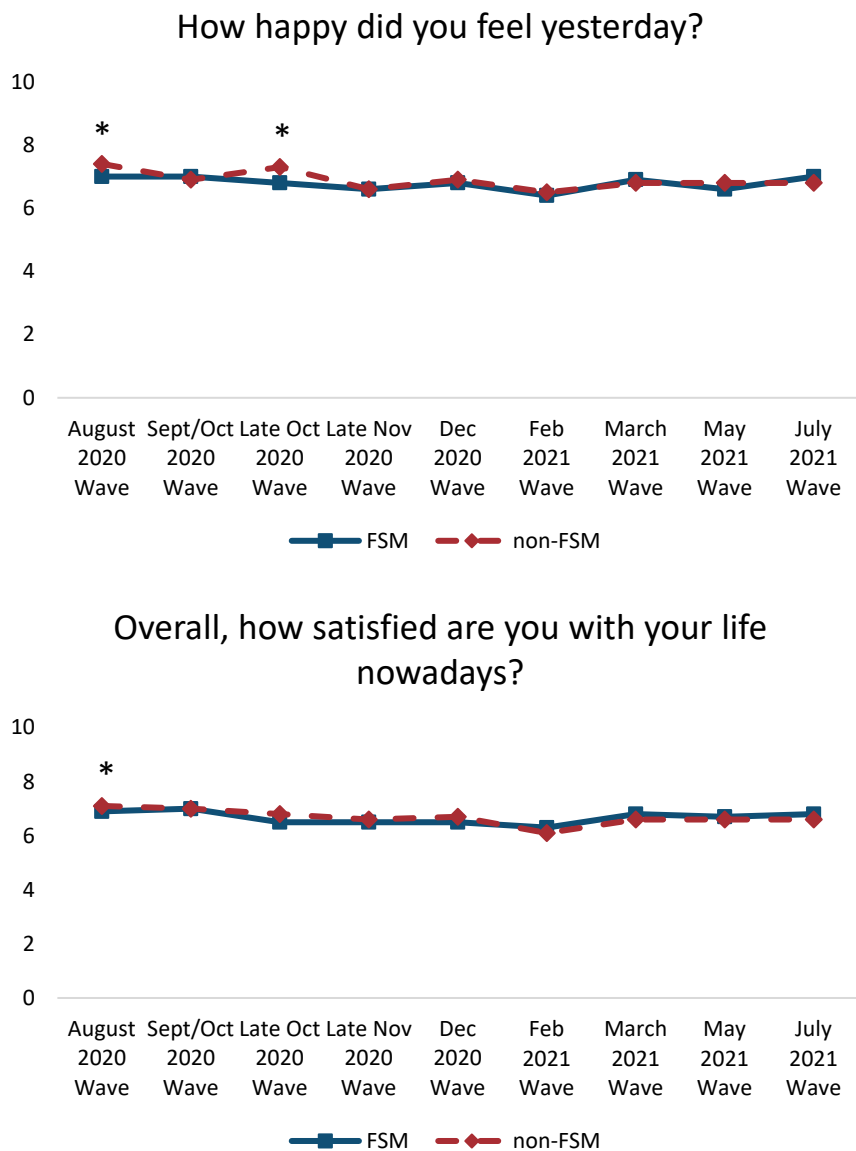 How happy did you feel yesterday?
10
*
*
8
6
4
2
0
August Sept/Oct Late Oct Late Nov Dec Feb March May July
2020 2020 2020 2020 2020 2021 2021 2021 2021
Wave Wave Wave Wave Wave Wave Wave Wave Wave
FSM non-FSM
Overall, how satisfied are you with your life
nowadays?
10
*
8
6
4
2
0
August Sept/Oct Late Oct Late Nov Dec Feb March May July
2020 2020 2020 2020 2020 2021 2021 2021 2021
Wave Wave Wave Wave Wave Wave Wave Wave Wave
FSM non-FSM